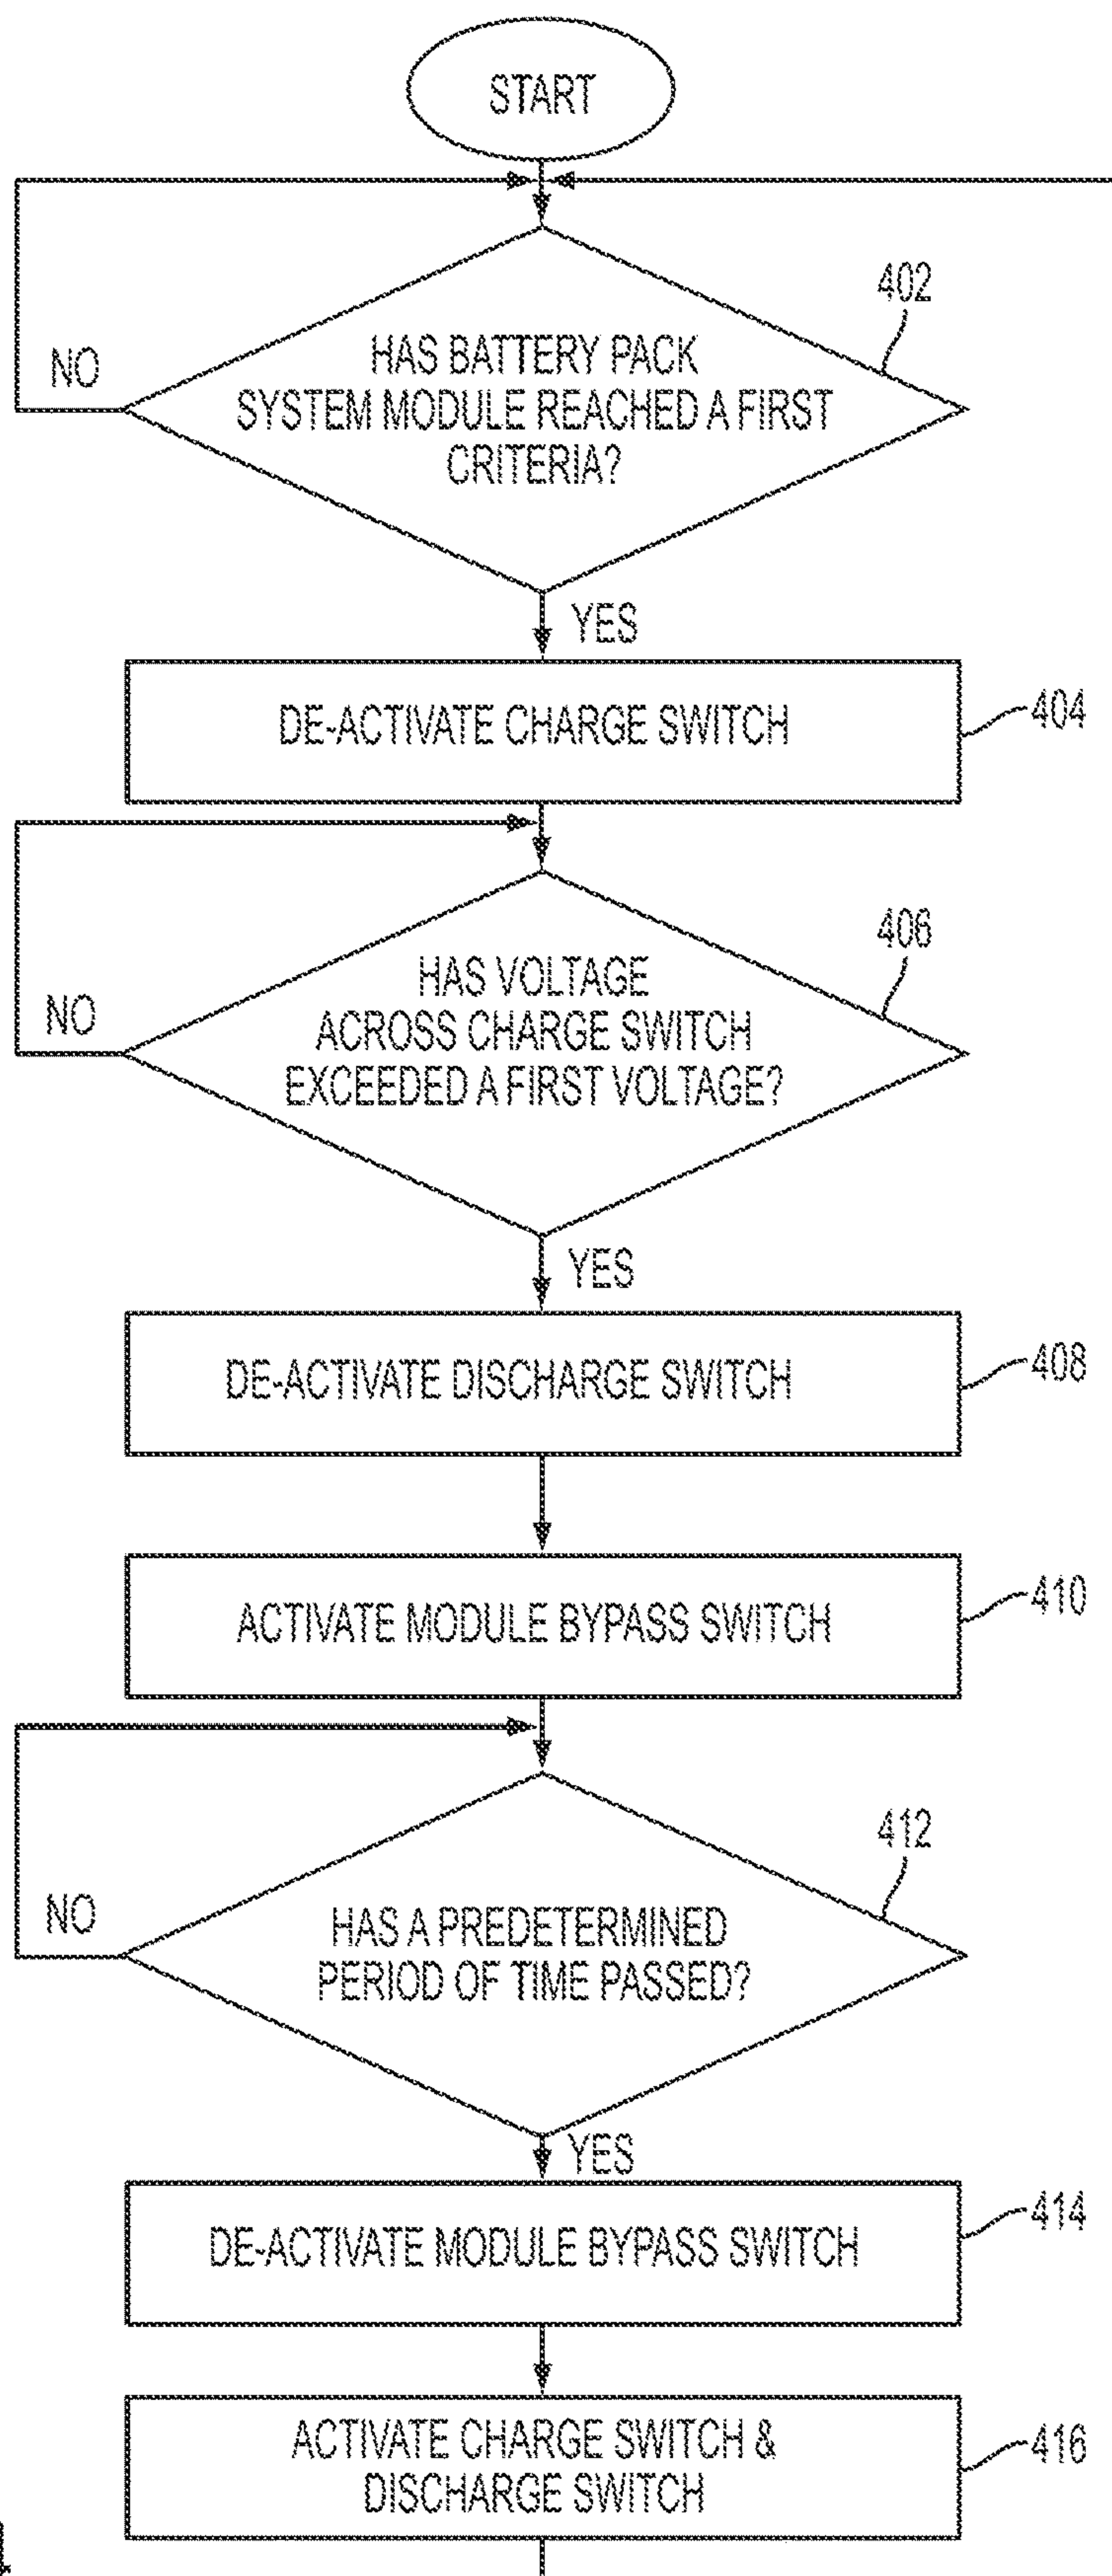 START
402
HAS BATTERY PACK
SYSTEM MODULE REACHED A FIRST
CRITERIA?
NO
YES
DE-ACTIVATE CHARGE SWITCH
404
406
HAS VOLTAGE
ACROSS CHARGE SWITCH
EXCEEDED A FIRST VOLTAGE?
NO
YES
DE-ACTIVATE DISCHARGE SWITCH
408
ACTIVATE MODULE BYPASS SWITCH
410
412
HAS A PREDETERMINED
PERIOD OF TIME PASSED?
NO
YES
DE-ACTIVATE MODULE BYPASS SWITCH
414
ACTIVATE CHARGE SWITCH &
DISCHARGE SWITCH
416